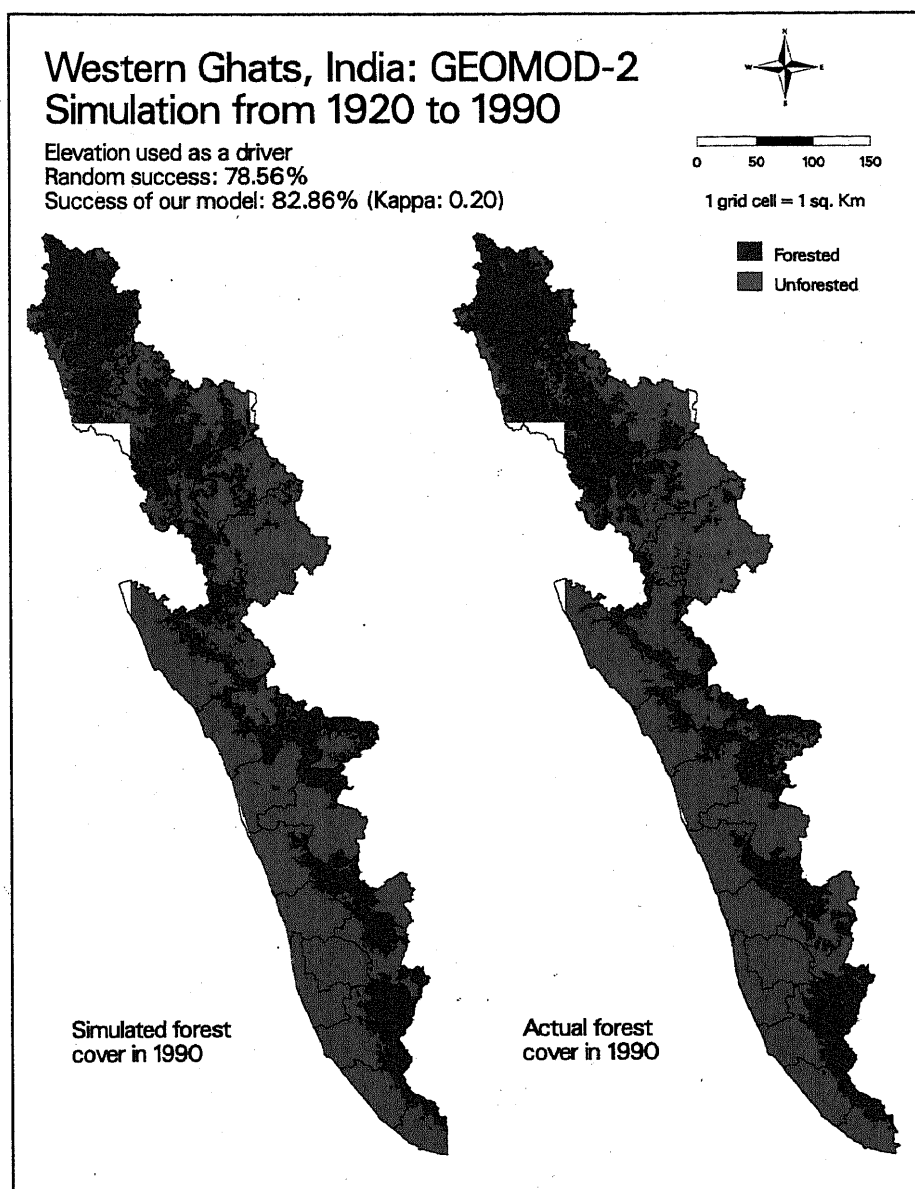 Western Ghats, India: GEOMOD-2
Simulation from 1920 to 1990
Elevation used as a driver
Random success: 78.56%
Success of our model: 82.86% (Kappa: 0.20)
N
W E
S
0 50 100 150
1 grid cell = 1 sq. Km
Forested
Unforested
Simulated forest
cover in 1990
Actual forest
cover in 1990